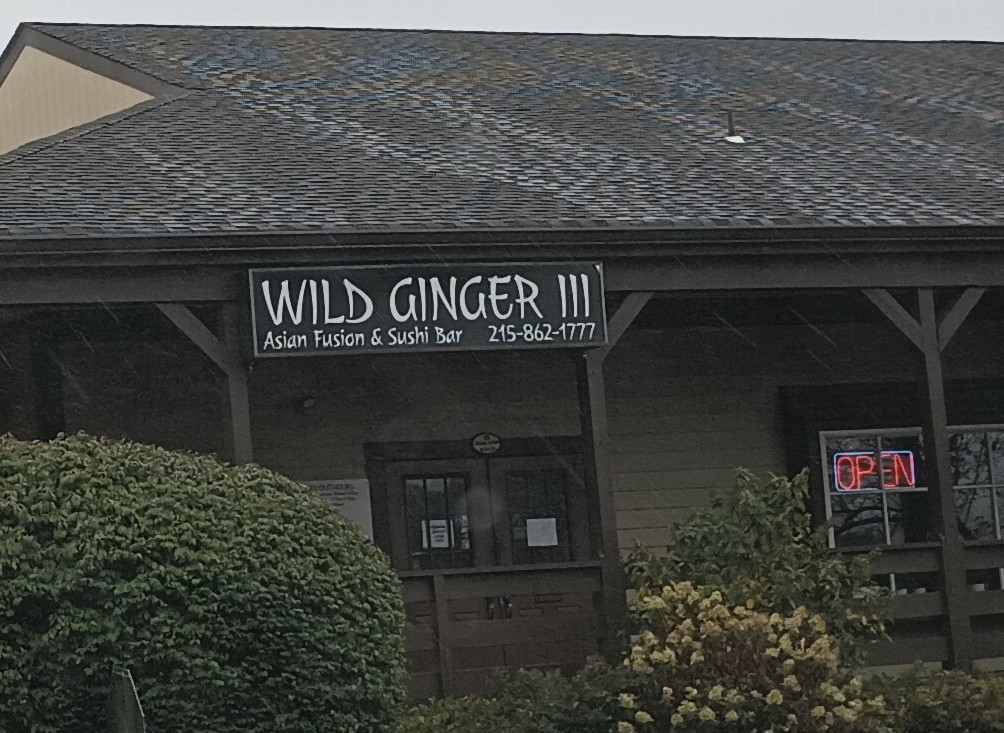 WILD GINGER III
Asian Fusion & Sushi Bar 215-862-1777
OPEN